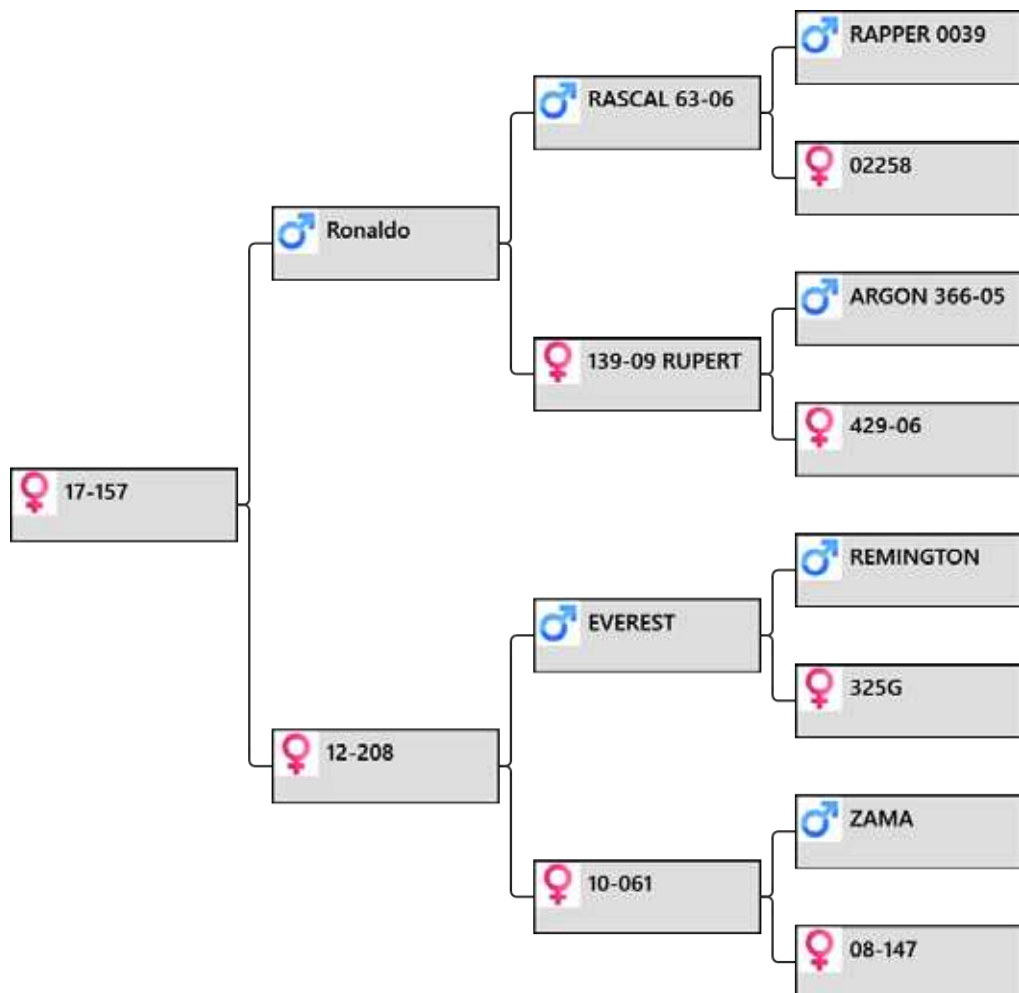 RAPPER 0039
RASCAL 63-06
02258
Ronaldo
ARGON 366-05
139-09 RUPERT
429-06
17-157
REMINGTON
EVEREST
325G
12-208
ZAMA
10-061
08-147